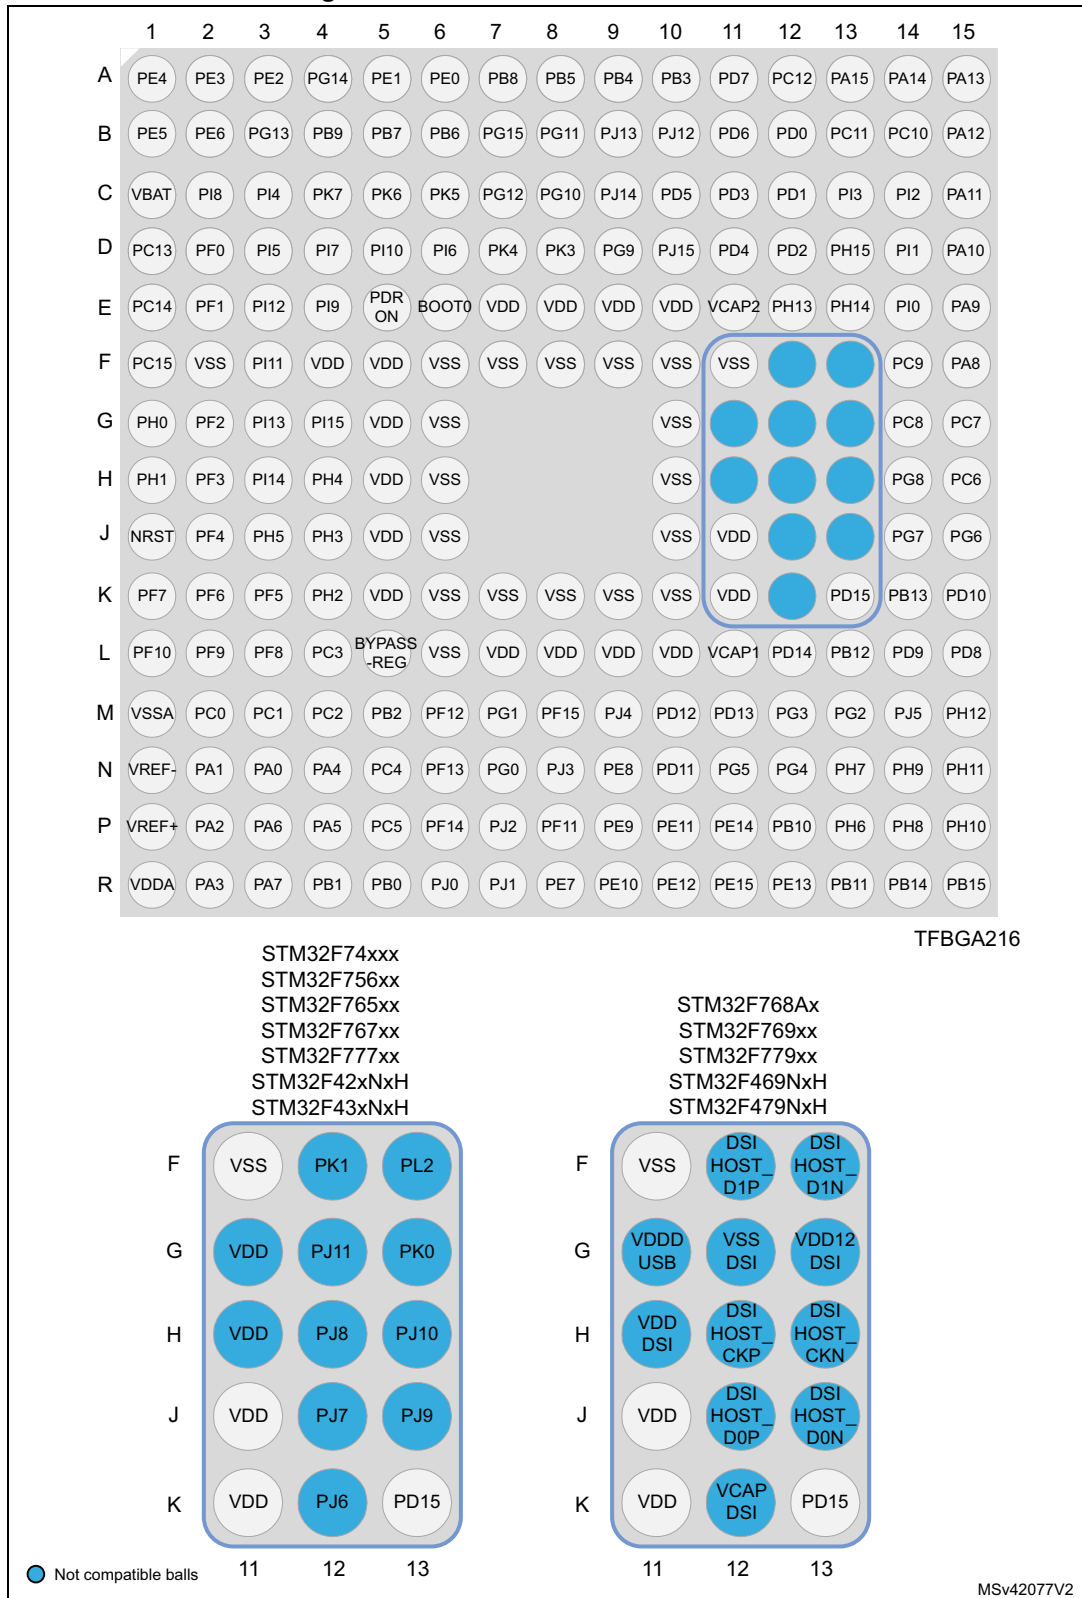 1 2 3 4 5 6 7 8 9 10 11 12 13 14 15
A PE4 PE3 PE2 PG14 PE1 PE0 PB8 PB5 PB4 PB3 PD7 PC12 PA15 PA14 PA13
B PE5 PE6 PG13 PB9 PB7 PB6 PG15 PG11 PJ13 PJ12 PD6 PD0 PC11 PC10 PA12
C VBAT PI8 PI4 PK7 PK6 PK5 PG12 PG10 PJ14 PD5 PD3 PD1 PI3 PI2 PA11
D PC13 PF0 PI5 PI7 PI10 PI6 PK4 PK3 PG9 PJ15 PD4 PD2 PH15 PI1 PA10
E PC14 PF1 PI12 PI9 PDR ON BOOT0 VDD VDD VDD VDD VCAP2 PH13 PH14 PI0 PA9
F PC15 VSS PI11 VDD VDD VSS VSS VSS VSS VSS VSS PC9 PA8
G PH0 PF2 PI13 PI15 VDD VSS VSS PC8 PC7
H PH1 PF3 PI14 PH4 VDD VSS VSS PG8 PC6
J NRST PF4 PH5 PH3 VDD VSS VSS VDD PG7 PG6
K PF7 PF6 PF5 PH2 VDD VSS VSS VSS VSS VSS VDD PD15 PB13 PD10
L PF10 PF9 PF8 PC3 BYPASS -REG VSS VDD VDD VDD VDD VCAP1 PD14 PB12 PD9 PD8
M VSSA PC0 PC1 PC2 PB2 PF12 PG1 PF15 PJ4 PD12 PD13 PG3 PG2 PJ5 PH12
N VREF- PA1 PA0 PA4 PC4 PF13 PG0 PJ3 PE8 PD11 PG5 PG4 PH7 PH9 PH11
P VREF+ PA2 PA6 PA5 PC5 PF14 PJ2 PF11 PE9 PE11 PE14 PB10 PH6 PH8 PH10
R VDDA PA3 PA7 PB1 PB0 PJ0 PJ1 PE7 PE10 PE12 PE15 PE13 PB11 PB14 PB15
TFBGA216
STM32F74xxx
STM32F756xx
STM32F765xx
STM32F767xx
STM32F777xx
STM32F42xNxH
STM32F43xNxH
F VSS PK1 PL2
G VDD PJ11 PK0
H VDD PJ8 PJ10
J VDD PJ7 PJ9
K VDD PJ6 PD15
11 12 13
STM32F768Ax
STM32F769xx
STM32F779xx
STM32F469NxH
STM32F479NxH
F VSS DSI HOST_ D1P DSI HOST_ D1N
G VDDD USB VSS DSI VDD12 DSI
H VDD DSI DSI HOST_ CKP DSI HOST_ CKN
J VDD DSI HOST_ D0P DSI HOST_ D0N
K VDD VCAP DSI PD15
11 12 13
Not compatible balls
MSv42077V2